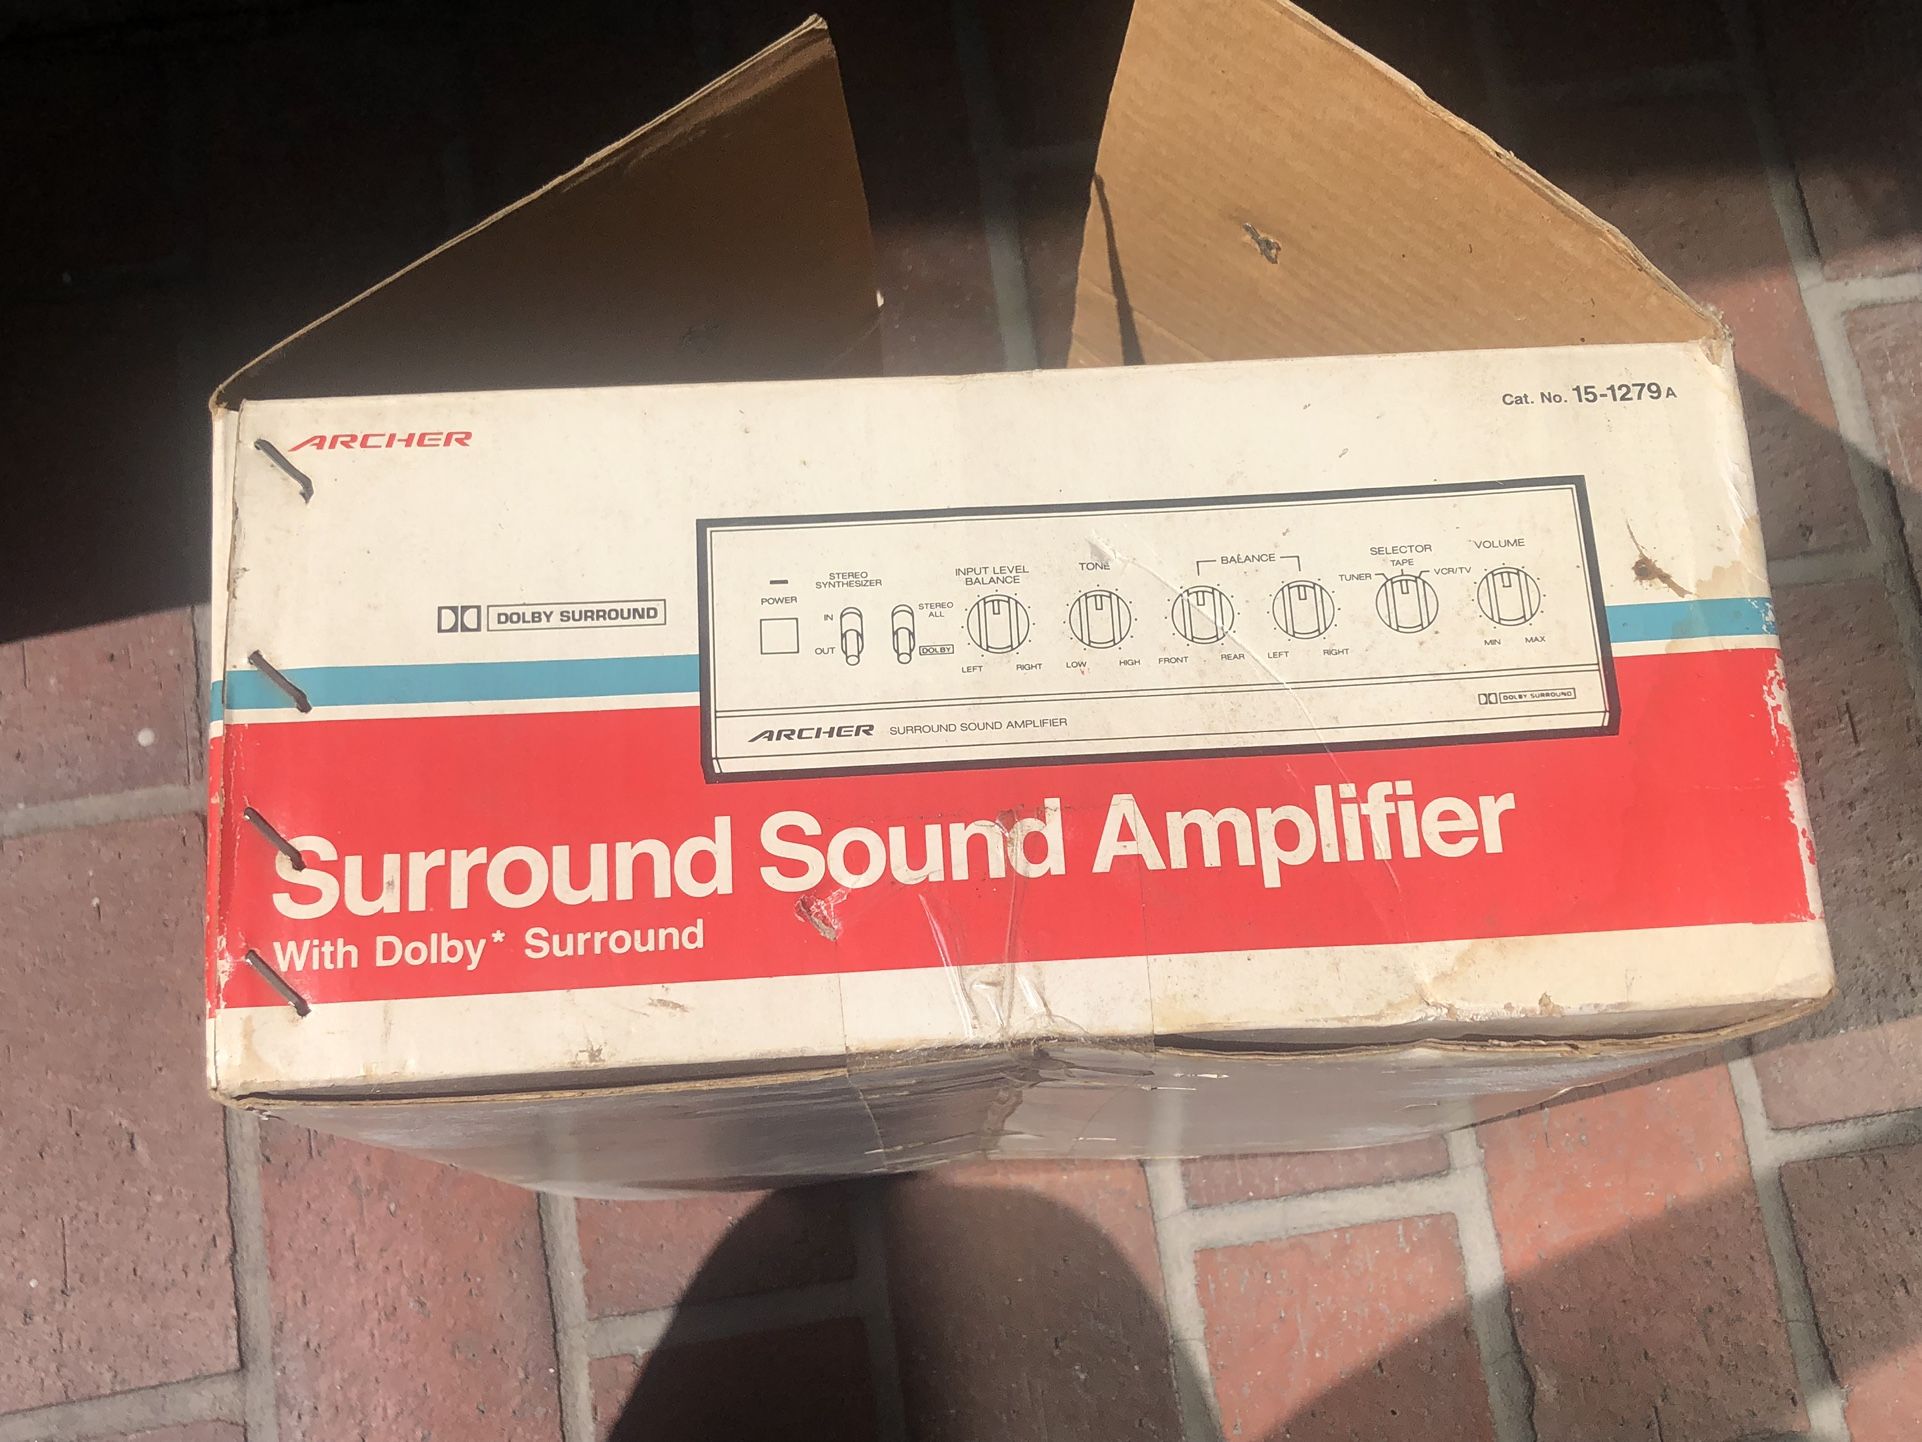 ARCHER
Cat. No. 15-1279A
DOLBY SURROUND
POWER
STEREO
SYNTHESIZER
IN
OUT
STEREO
ALL
DOLBY
INPUT LEVEL
BALANCE
LEFT RIGHT
TONE
LOW HIGH
BALANCE
FRONT REAR
LEFT RIGHT
SELECTOR
TAPE
TUNER VCR/TV
VOLUME
MIN MAX
ARCHER SURROUND SOUND AMPLIFIER
DOLBY SURROUND
Surround Sound Amplifier
With Dolby* Surround